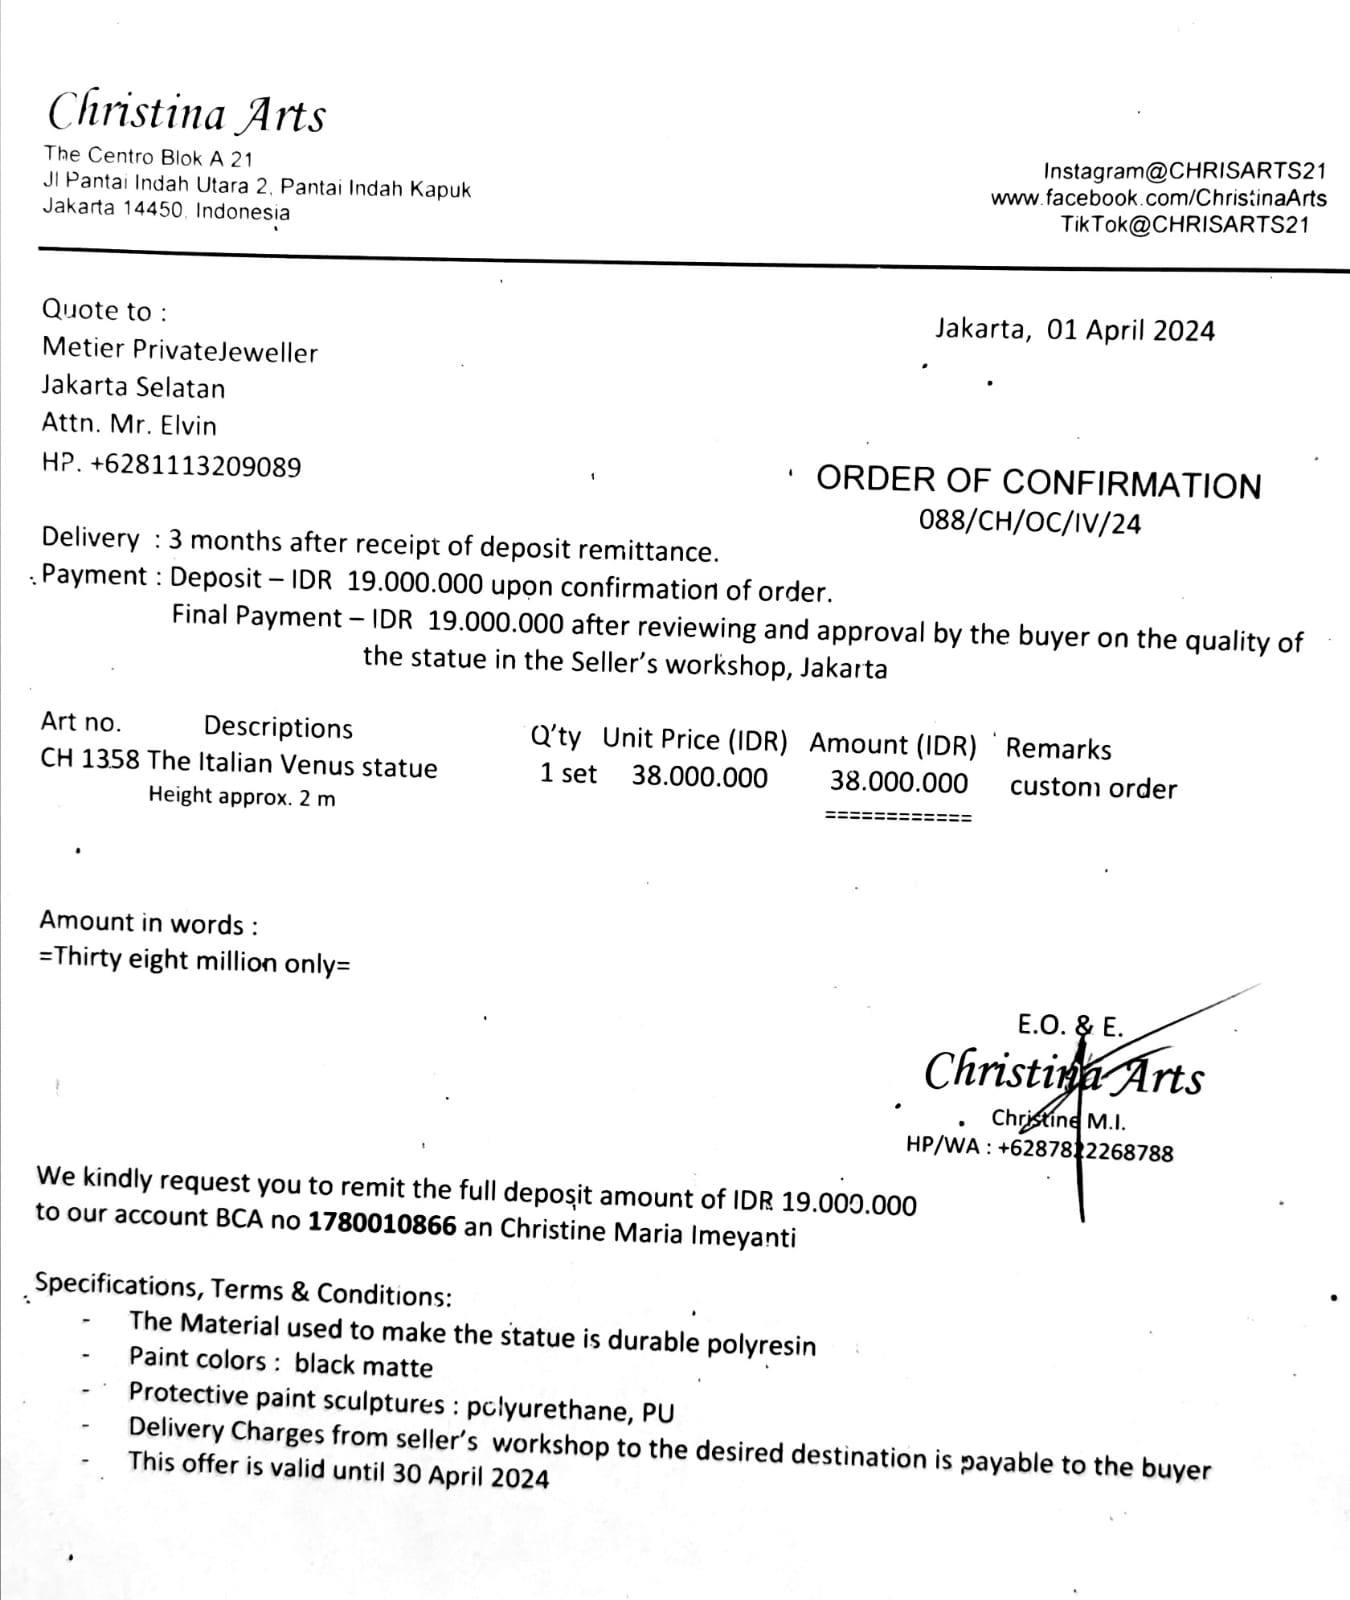 Christina Arts
The Centro Blok A 21
Jl Pantai Indah Utara 2, Pantai Indah Kapuk
Jakarta 14450, Indonesia
Instagram@CHRISARTS21
www.facebook.com/ChristinaArts
TikTok@CHRISARTS21
Quote to :
Metier PrivateJeweller
Jakarta Selatan
Attn. Mr. Elvin
HP. +6281113209089
Jakarta, 01 April 2024
ORDER OF CONFIRMATION
088/CH/OC/IV/24
Delivery : 3 months after receipt of deposit remittance.
Payment : Deposit – IDR 19.000.000 upon confirmation of order.
Final Payment – IDR 19.000.000 after reviewing and approval by the buyer on the quality of
the statue in the Seller's workshop, Jakarta
Art no. Descriptions Q'ty Unit Price (IDR) Amount (IDR) Remarks
CH 1358 The Italian Venus statue 1 set 38.000.000 38.000.000 custom order
Height approx. 2 m ============
Amount in words :
=Thirty eight million only=
E.O. & E.
Christina Arts
Christine M.I.
HP/WA : +6287822268788
We kindly request you to remit the full deposit amount of IDR 19.000.000
to our account BCA no 1780010866 an Christine Maria Imeyanti
Specifications, Terms & Conditions:
- The Material used to make the statue is durable polyresin
- Paint colors : black matte
- Protective paint sculptures : polyurethane, PU
- Delivery Charges from seller's workshop to the desired destination is payable to the buyer
- This offer is valid until 30 April 2024